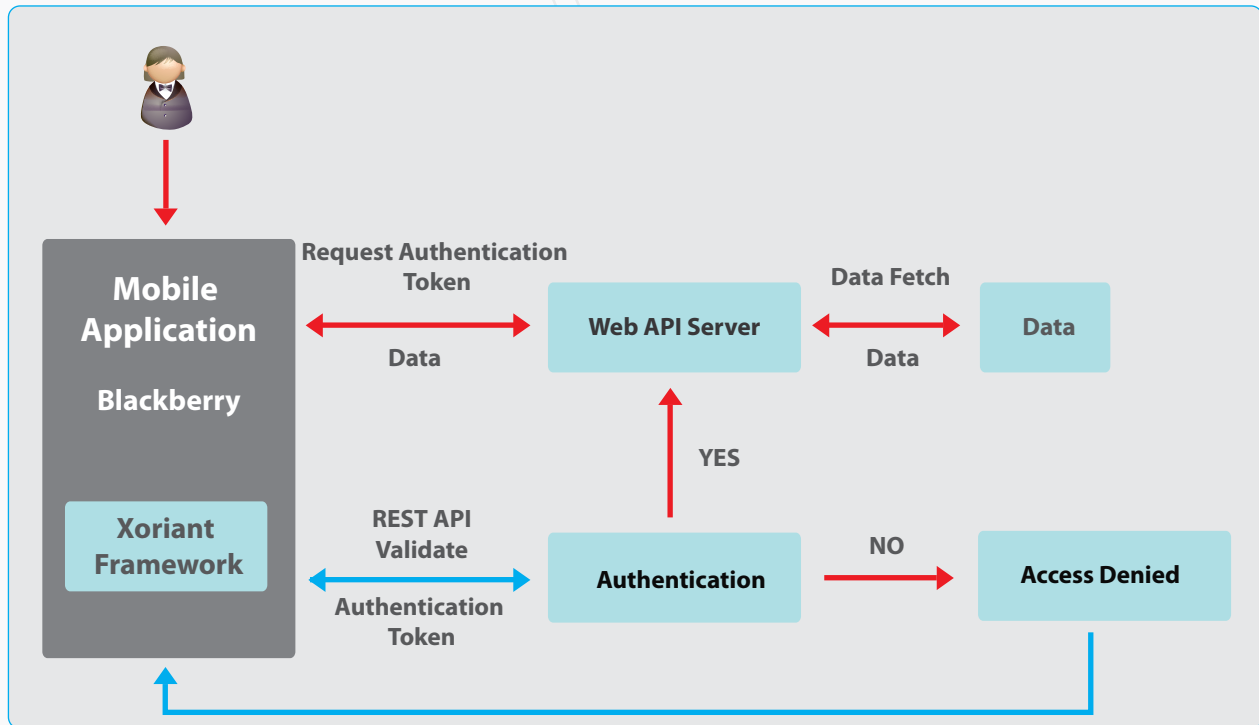 Mobile
Application
Blackberry
Xoriant
Framework
Request Authentication
Token
Data
Web API Server
Data Fetch
Data
Data
YES
REST API
Validate
Authentication
Token
Authentication
NO
Access Denied